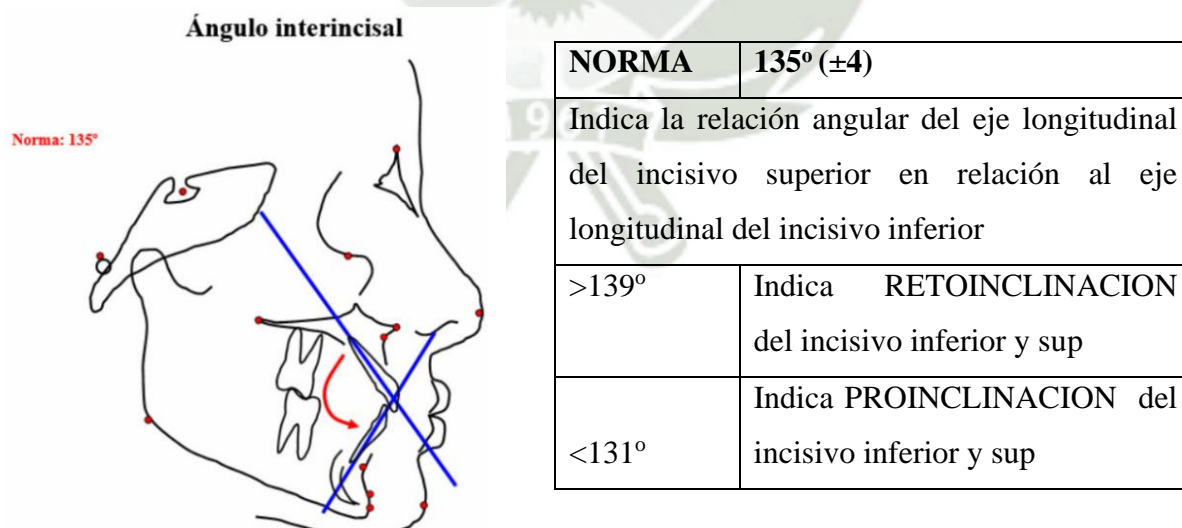 Ángulo interincisal
Norma: 135º
NORMA 135º (±4)
Indica la relación angular del eje longitudinal
del incisivo superior en relación al eje
longitudinal del incisivo inferior
>139º Indica RETOINCLINACION
del incisivo inferior y sup
<131º Indica PROINCLINACION del
incisivo inferior y sup